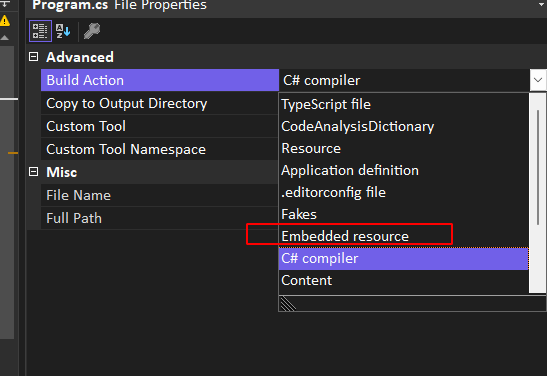 Program.cs File Properties
Advanced
Build Action C# compiler
Copy to Output Directory
Custom Tool
Custom Tool Namespace
Misc
File Name
Full Path
TypeScript file
CodeAnalysisDictionary
Resource
Application definition
.editorconfig file
Fakes
Embedded resource
C# compiler
Content